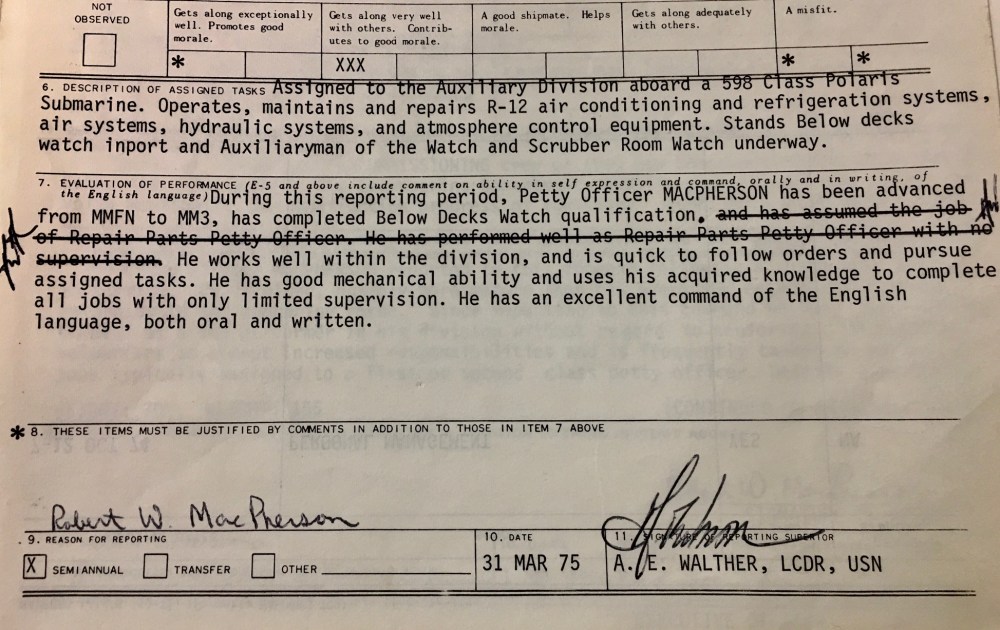 NOT
OBSERVED
Gets along exceptionally
well. Promotes good
morale.
Gets along very well
with others. Contrib-
utes to good morale.
A good shipmate. Helps
morale.
Gets along adequately
with others.
A misfit.
*
XXX
*
*
6. DESCRIPTION OF ASSIGNED TASKS Assigned to the Auxiliary Division aboard a 598 Class Polaris
Submarine. Operates, maintains and repairs R-12 air conditioning and refrigeration systems,
air systems, hydraulic systems, and atmosphere control equipment. Stands Below decks
watch inport and Auxiliaryman of the Watch and Scrubber Room Watch underway.
7. EVALUATION OF PERFORMANCE (E-5 and above include comment on ability in self expression and command, orally and in writing, of
the English language) During this reporting period, Petty Officer MACPHERSON has been advanced
from MMFN to MM3, has completed Below Decks Watch qualification. and has assumed the job
of Repair Parts Petty Officer. He has performed well as Repair Parts Petty Officer with no
supervision. He works well within the division, and is quick to follow orders and pursue
assigned tasks. He has good mechanical ability and uses his acquired knowledge to complete
all jobs with only limited supervision. He has an excellent command of the English
language, both oral and written.
* 8. THESE ITEMS MUST BE JUSTIFIED BY COMMENTS IN ADDITION TO THOSE IN ITEM 7 ABOVE
Robert W. MacPherson
9. REASON FOR REPORTING
X SEMIANNUAL TRANSFER OTHER
10. DATE
31 MAR 75
11. SIGNATURE OF REPORTING SUPERIOR
A. E. WALTHER, LCDR, USN